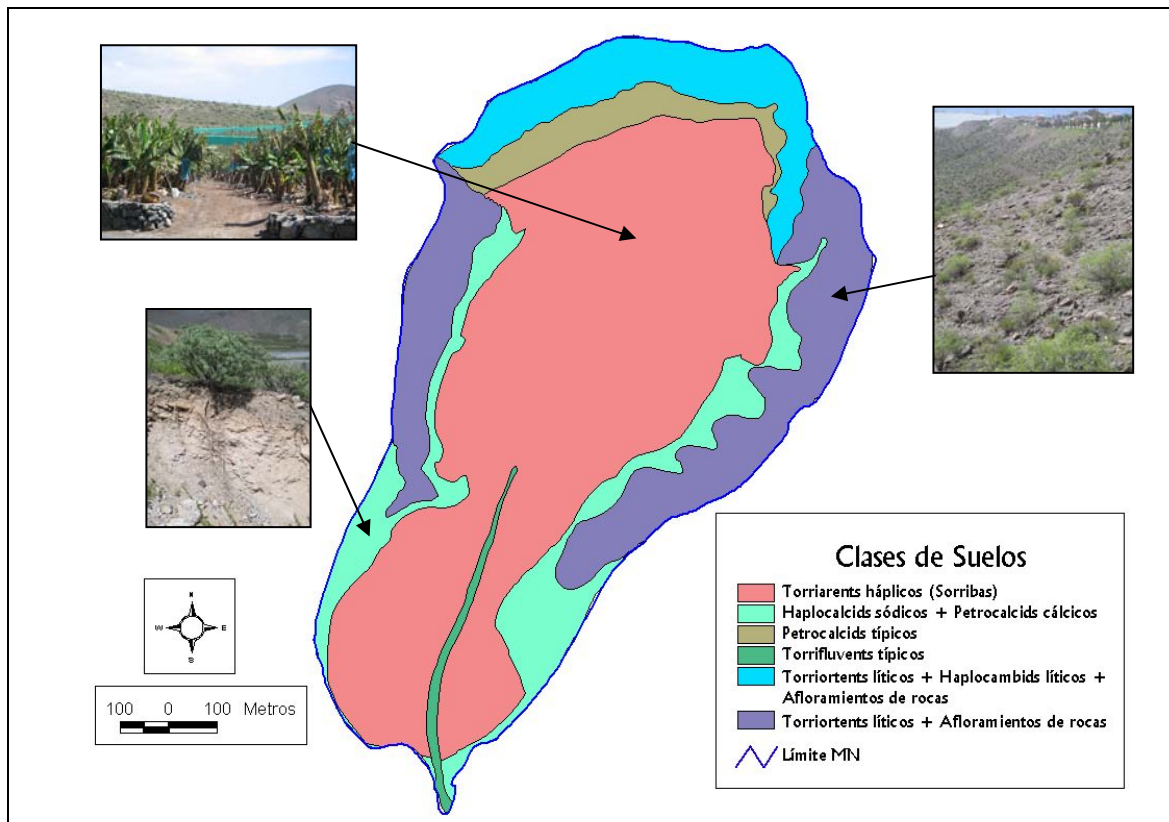 N
W E
S
100 0 100 Metros
Clases de Suelos
Torriarents háplicos (Sorribas)
Haplocalcids sódicos + Petrocalcids cálcicos
Petrocalcids típicos
Torrifluvents típicos
Torriortents líticos + Haplocambids líticos +
Afloramientos de rocas
Torriortents líticos + Afloramientos de rocas
Límite MN